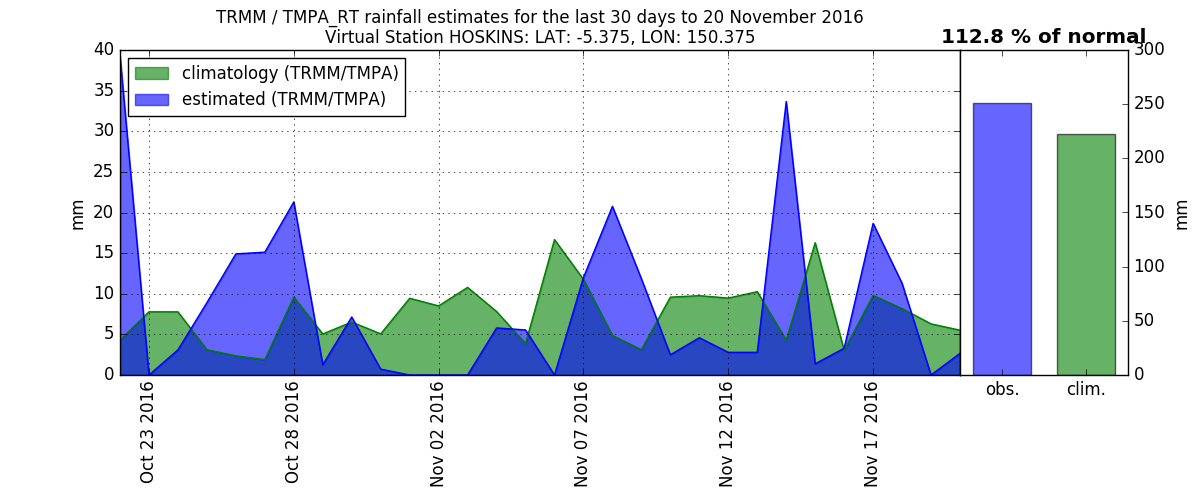 TRMM / TMPA_RT rainfall estimates for the last 30 days to 20 November 2016
Virtual Station HOSKINS: LAT: -5.375, LON: 150.375
112.8 % of normal
climatology (TRMM/TMPA)
estimated (TRMM/TMPA)
40
35
30
25
20
15
10
5
0
mm
Oct 23 2016
Oct 28 2016
Nov 02 2016
Nov 07 2016
Nov 12 2016
Nov 17 2016
300
250
200
150
100
50
0
mm
obs.
clim.